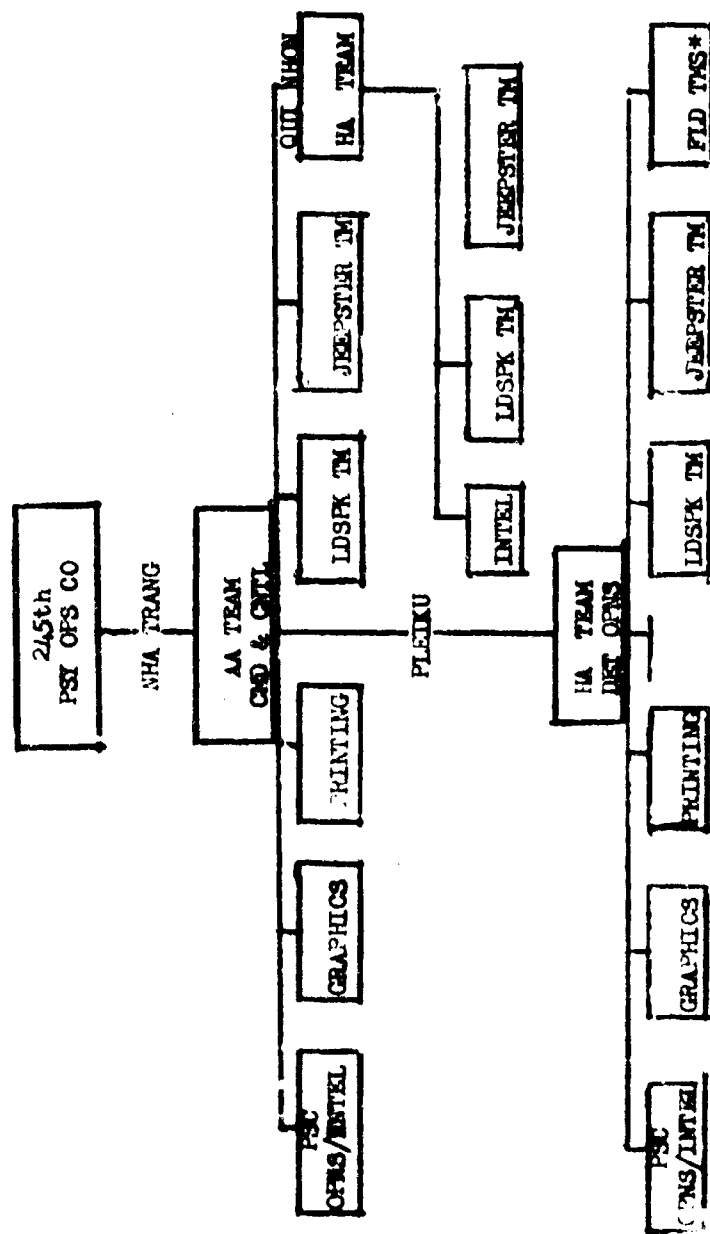 245th
PSY OPS CO
NHA TRANG
AA TEAM
CMD & CNTL
PSC
OPNS/INTEL
GRAPHICS
PRINTING
LDSPK TM
JEEPSTER TM
QUI NHON
HA TEAM
INTEL
LDSPK TM
JEEPSTER TM
PLEIKU
HA TEAM
DET OPNS
PSC
OPNS/INTEL
GRAPHICS
PRINTING
LDSPK TM
JEEPSTER TM
FLD TMS*